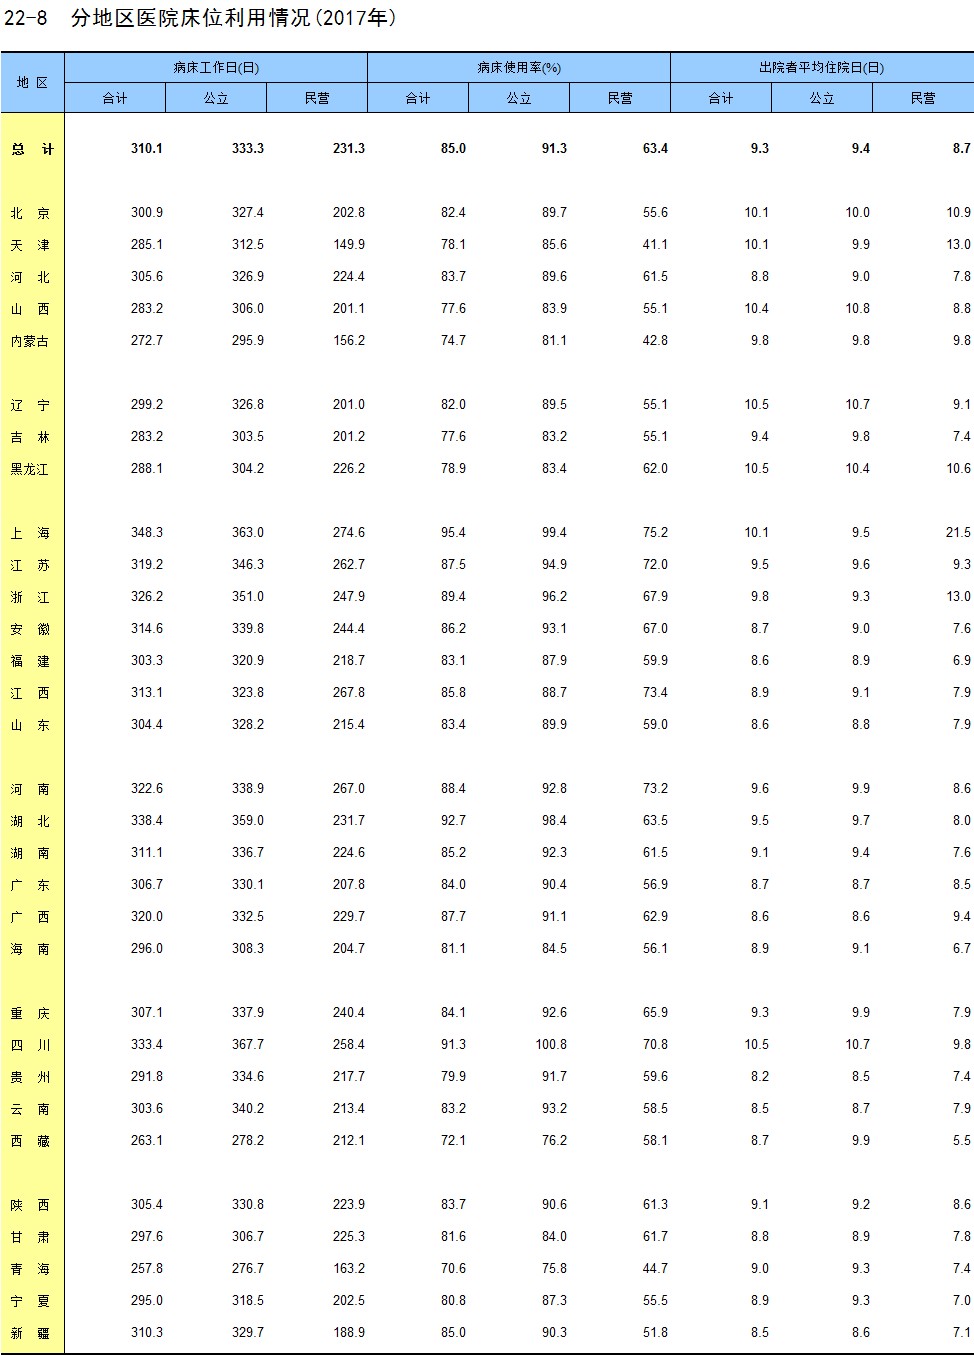 22-8 分地区医院床位利用情况(2017年)
地 区 病床工作日(日) 病床使用率(%) 出院者平均住院日(日)
合计 公立 民营 合计 公立 民营 合计 公立 民营
总 计 310.1 333.3 231.3 85.0 91.3 63.4 9.3 9.4 8.7
北 京 300.9 327.4 202.8 82.4 89.7 55.6 10.1 10.0 10.9
天 津 285.1 312.5 149.9 78.1 85.6 41.1 10.1 9.9 13.0
河 北 305.6 326.9 224.4 83.7 89.6 61.5 8.8 9.0 7.8
山 西 283.2 306.0 201.1 77.6 83.9 55.1 10.4 10.8 8.8
内蒙古 272.7 295.9 156.2 74.7 81.1 42.8 9.8 9.8 9.8
辽 宁 299.2 326.8 201.0 82.0 89.5 55.1 10.5 10.7 9.1
吉 林 283.2 303.5 201.2 77.6 83.2 55.1 9.4 9.8 7.4
黑龙江 288.1 304.2 226.2 78.9 83.4 62.0 10.5 10.4 10.6
上 海 348.3 363.0 274.6 95.4 99.4 75.2 10.1 9.5 21.5
江 苏 319.2 346.3 262.7 87.5 94.9 72.0 9.5 9.6 9.3
浙 江 326.2 351.0 247.9 89.4 96.2 67.9 9.8 9.3 13.0
安 徽 314.6 339.8 244.4 86.2 93.1 67.0 8.7 9.0 7.6
福 建 303.3 320.9 218.7 83.1 87.9 59.9 8.6 8.9 6.9
江 西 313.1 323.8 267.8 85.8 88.7 73.4 8.9 9.1 7.9
山 东 304.4 328.2 215.4 83.4 89.9 59.0 8.6 8.8 7.9
河 南 322.6 338.9 267.0 88.4 92.8 73.2 9.6 9.9 8.6
湖 北 338.4 359.0 231.7 92.7 98.4 63.5 9.5 9.7 8.0
湖 南 311.1 336.7 224.6 85.2 92.3 61.5 9.1 9.4 7.6
广 东 306.7 330.1 207.8 84.0 90.4 56.9 8.7 8.7 8.5
广 西 320.0 332.5 229.7 87.7 91.1 62.9 8.6 8.6 9.4
海 南 296.0 308.3 204.7 81.1 84.5 56.1 8.9 9.1 6.7
重 庆 307.1 337.9 240.4 84.1 92.6 65.9 9.3 9.9 7.9
四 川 333.4 367.7 258.4 91.3 100.8 70.8 10.5 10.7 9.8
贵 州 291.8 334.6 217.7 79.9 91.7 59.6 8.2 8.5 7.4
云 南 303.6 340.2 213.4 83.2 93.2 58.5 8.5 8.7 7.9
西 藏 263.1 278.2 212.1 72.1 76.2 58.1 8.7 9.9 5.5
陕 西 305.4 330.8 223.9 83.7 90.6 61.3 9.1 9.2 8.6
甘 肃 297.6 306.7 225.3 81.6 84.0 61.7 8.8 8.9 7.8
青 海 257.8 276.7 163.2 70.6 75.8 44.7 9.0 9.3 7.4
宁 夏 295.0 318.5 202.5 80.8 87.3 55.5 8.9 9.3 7.0
新 疆 310.3 329.7 188.9 85.0 90.3 51.8 8.5 8.6 7.1